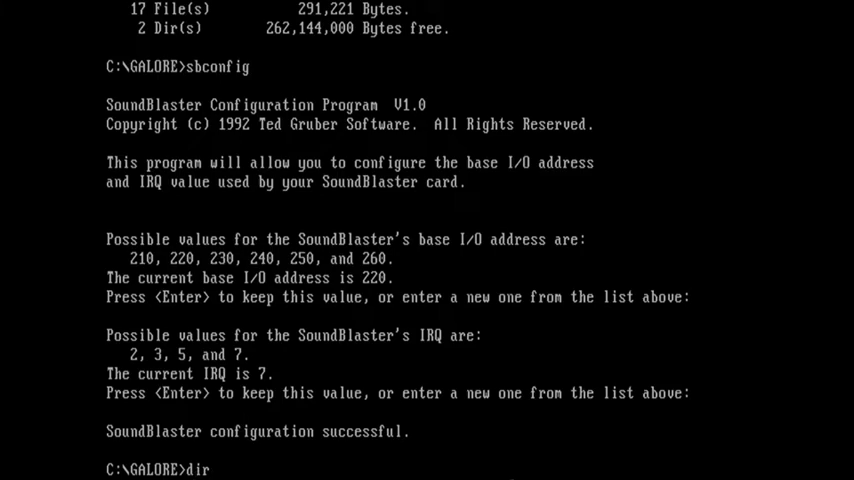 17 File(s)        291,221 Bytes.
2 Dir(s)     262,144,000 Bytes free.
C:\GALORE>sbconfig
SoundBlaster Configuration Program  V1.0
Copyright (c) 1992 Ted Gruber Software.  All Rights Reserved.
This program will allow you to configure the base I/O address
and IRQ value used by your SoundBlaster card.
Possible values for the SoundBlaster's base I/O address are:
210, 220, 230, 240, 250, and 260.
The current base I/O address is 220.
Press <Enter> to keep this value, or enter a new one from the list above:
Possible values for the SoundBlaster's IRQ are:
2, 3, 5, and 7.
The current IRQ is 7.
Press <Enter> to keep this value, or enter a new one from the list above:
SoundBlaster configuration successful.
C:\GALORE>dir